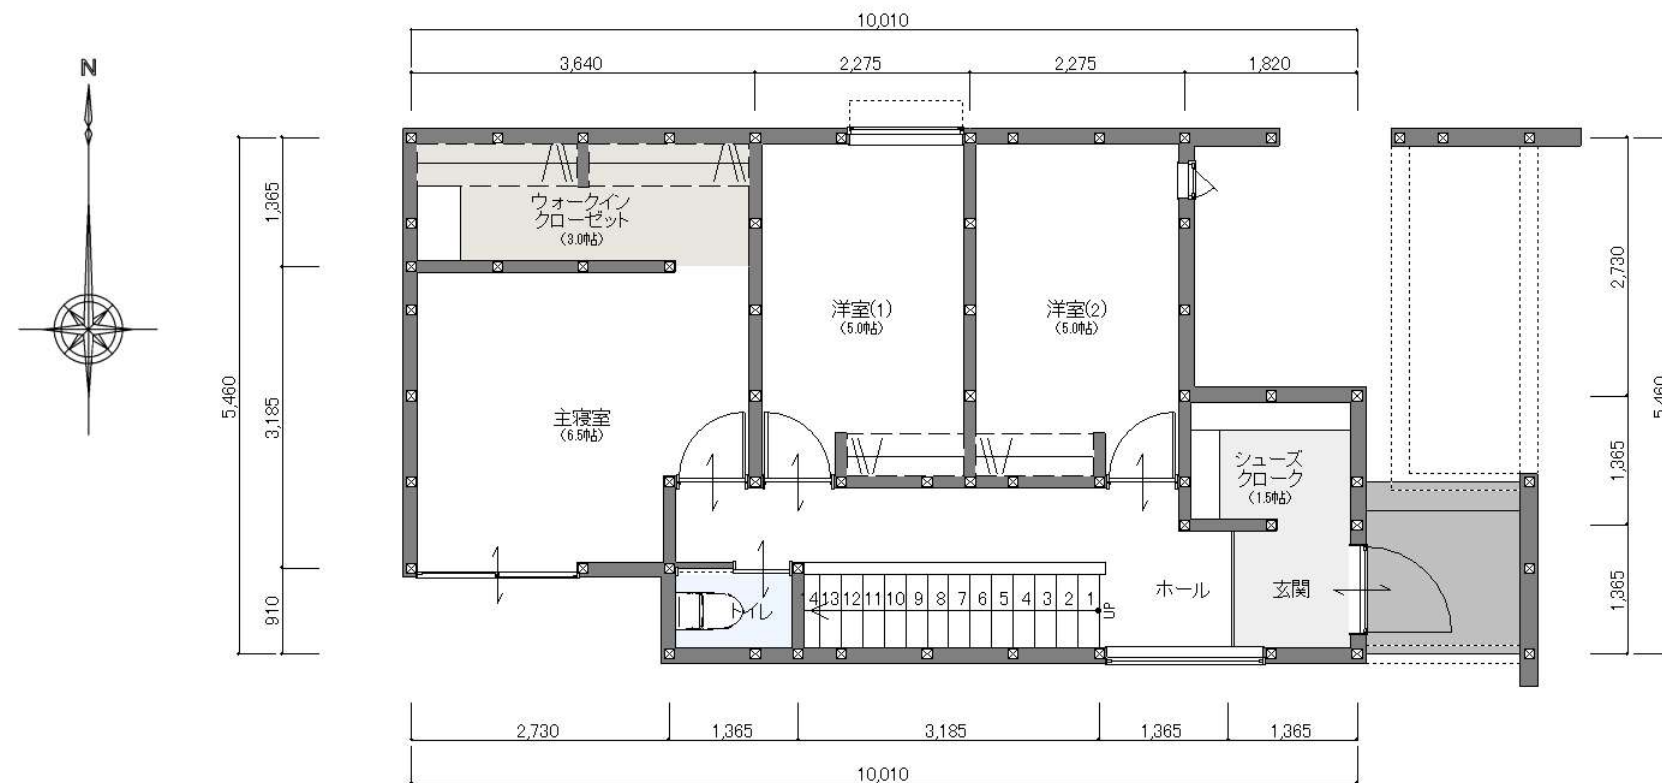 10,010
N
3,640
2,275
2,275
1,820
1,365
ウォークイン
クローゼット
(3.0帖)
2,730
洋室(1)
(5.0帖)
洋室(2)
(5.0帖)
5,460
3,185
主寝室
(6.5帖)
5,460
シューズ
クローク
(1.5帖)
1,365
910
トイレ
14 13 12 11 10 9 8 7 6 5 4 3 2 1
UP
ホール
玄関
1,365
2,730
1,365
3,185
1,365
1,365
10,010